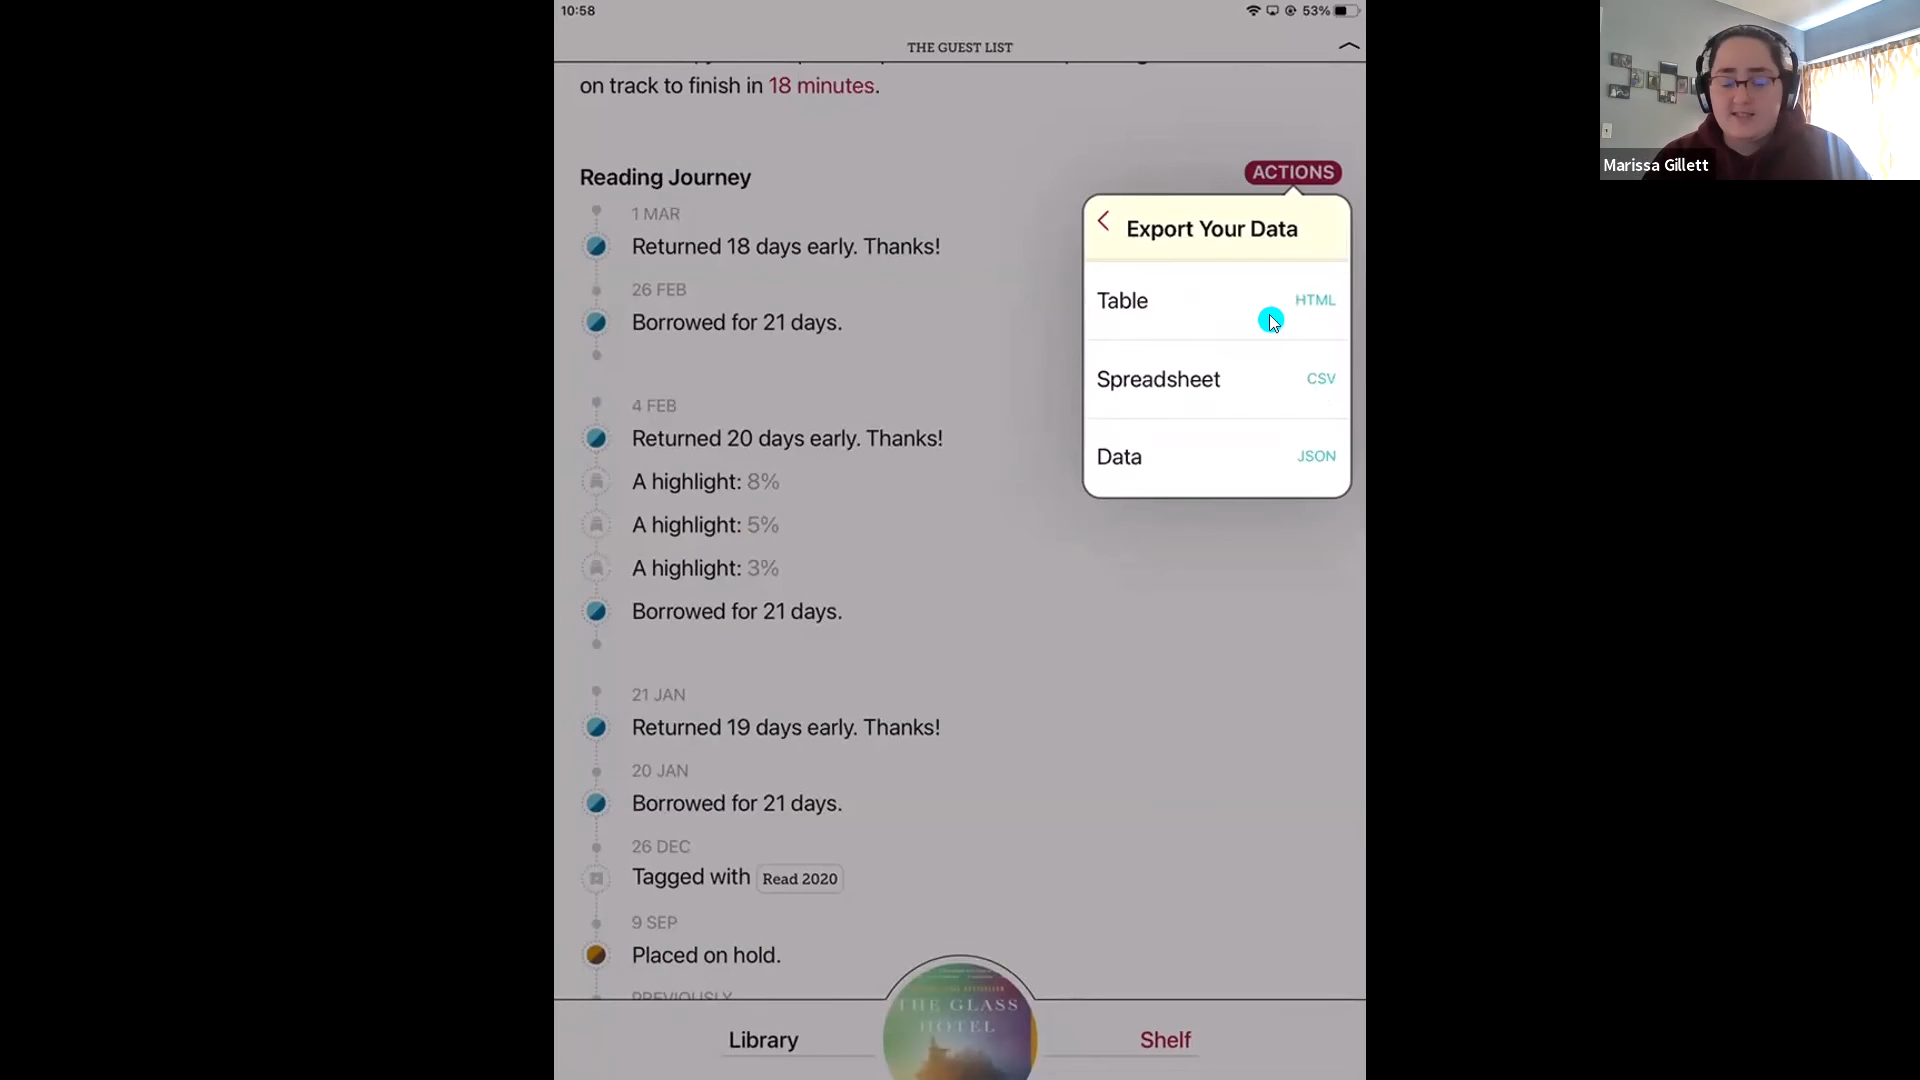 10:58
53%
THE GUEST LIST
on track to finish in 18 minutes.
Reading Journey
ACTIONS
Export Your Data
Table HTML
Spreadsheet CSV
Data JSON
1 MAR
Returned 18 days early. Thanks!
26 FEB
Borrowed for 21 days.
4 FEB
Returned 20 days early. Thanks!
A highlight: 8%
A highlight: 5%
A highlight: 3%
Borrowed for 21 days.
21 JAN
Returned 19 days early. Thanks!
20 JAN
Borrowed for 21 days.
26 DEC
Tagged with Read 2020
9 SEP
Placed on hold.
PREVIOUSLY
THE GLASS
HOTEL
Library
Shelf
Marissa Gillett